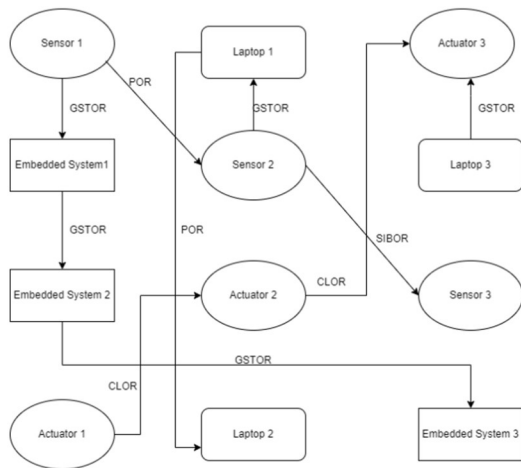 Sensor 1
Laptop 1
Actuator 3
POR
GSTOR
GSTOR
GSTOR
Embedded System1
Sensor 2
Laptop 3
GSTOR
POR
SIBOR
CLOR
Embedded System 2
Actuator 2
Sensor 3
GSTOR
CLOR
Actuator 1
Laptop 2
Embedded System 3